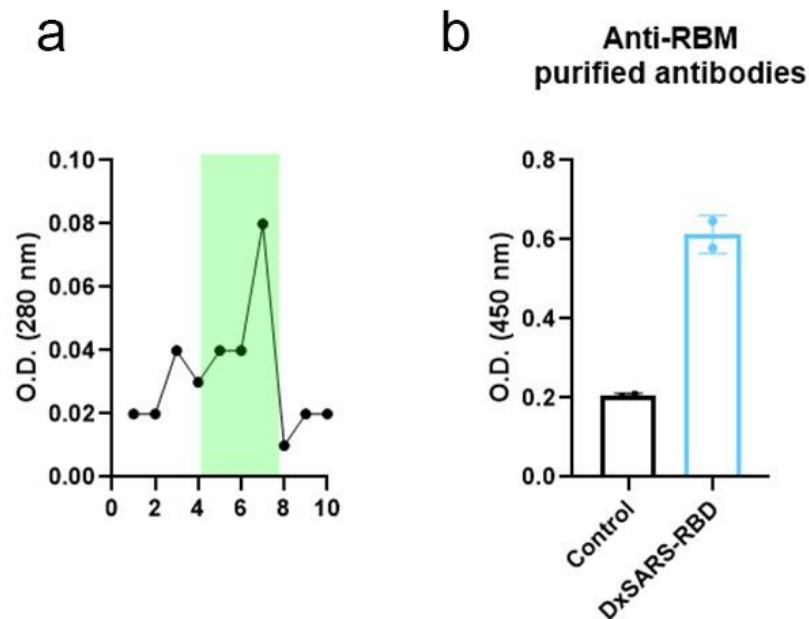 a
O.D. (280 nm)
0.10
0.08
0.06
0.04
0.02
0.00
0 2 4 6 8 10
b
Anti-RBM
purified antibodies
O.D. (450 nm)
0.8
0.6
0.4
0.2
0.0
Control
DxSARS-RBD